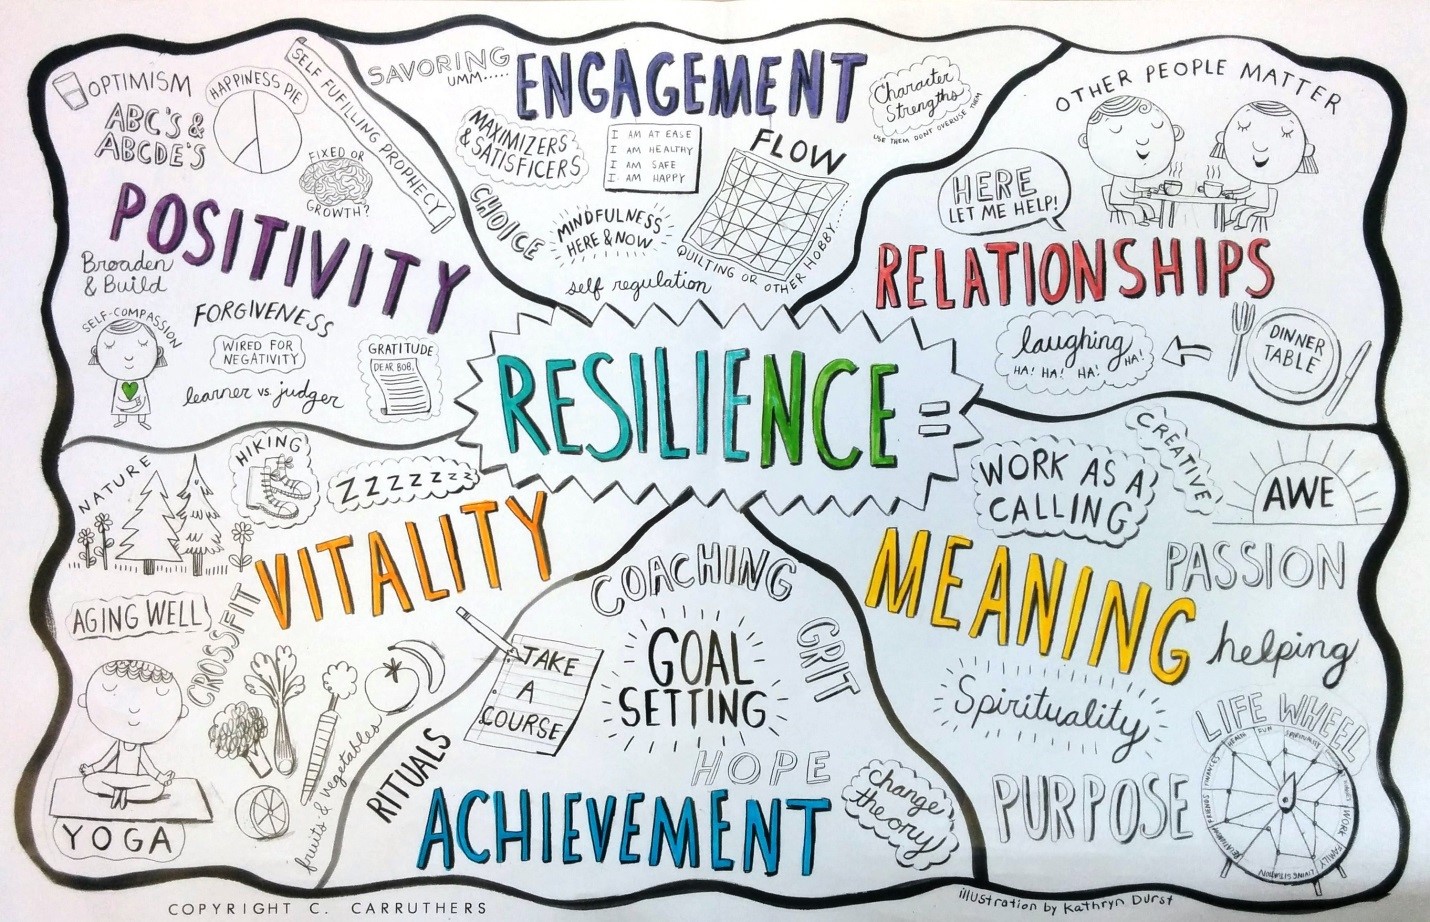 OPTIMISM
ABC'S &
ABCDE'S
HAPPINESS PIE
SELF FUFILLING PROPHECY
FIXED OR
GROWTH?
POSITIVITY
Broaden
& Build
SELF-COMPASSION
FORGIVENESS
WIRED FOR
NEGATIVITY
learner vs. judger
GRATITUDE
DEAR BOB,
SAVORING
UMM.....
ENGAGEMENT
Character
Strengths
USE THEM DONT OVERUSE THEM
MAXIMIZERS
& SATISFICERS
I AM AT EASE
I AM HEALTHY
I AM SAFE
I AM HAPPY
FLOW
CHOICE
MINDFULNESS
HERE & NOW
QUILTING OR OTHER HOBBY.....
self regulation
OTHER PEOPLE MATTER
HERE
LET ME HELP!
RELATIONSHIPS
laughing
HA! HA! HA! HA!
DINNER
TABLE
RESILIENCE =
NATURE
HIKING
ZZZZZZZZ
VITALITY
AGING WELL
CROSSFIT
YOGA
fruits & vegetables
COACHING
TAKE
A
COURSE
GOAL
SETTING
GRIT
RITUALS
HOPE
ACHIEVEMENT
change
theory
WORK AS A
CALLING
CREATIVE
AWE
PASSION
MEANING
helping
Spirituality
LIFE WHEEL
HEALTH
FUN
SPIRITUALITY
WORK
FAMILY
LIVING SITUATION
RELATIONSHIP
FRIENDS
FINANCES
PURPOSE
COPYRIGHT C. CARRUTHERS
illustration by Kathryn Durst